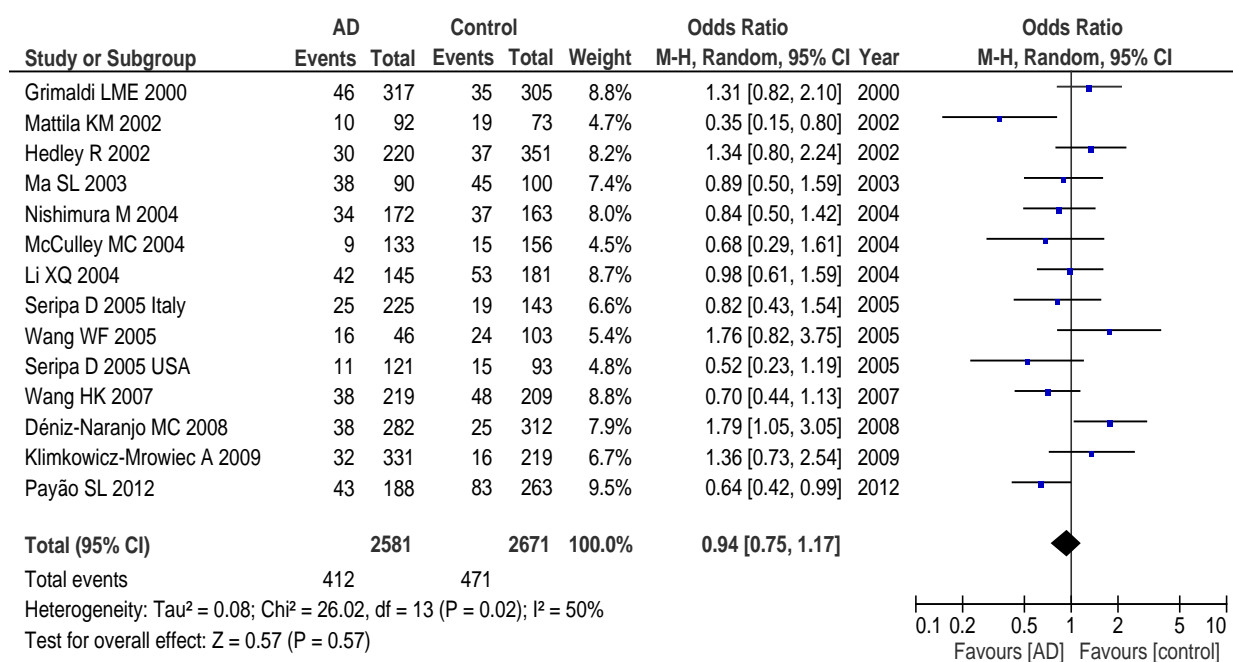 AD Control Odds Ratio Odds Ratio
Study or Subgroup Events Total Events Total Weight M-H, Random, 95% CI Year M-H, Random, 95% CI
Grimaldi LME 2000 46 317 35 305 8.8% 1.31 [0.82, 2.10] 2000
Mattila KM 2002 10 92 19 73 4.7% 0.35 [0.15, 0.80] 2002
Hedley R 2002 30 220 37 351 8.2% 1.34 [0.80, 2.24] 2002
Ma SL 2003 38 90 45 100 7.4% 0.89 [0.50, 1.59] 2003
Nishimura M 2004 34 172 37 163 8.0% 0.84 [0.50, 1.42] 2004
McCulley MC 2004 9 133 15 156 4.5% 0.68 [0.29, 1.61] 2004
Li XQ 2004 42 145 53 181 8.7% 0.98 [0.61, 1.59] 2004
Seripa D 2005 Italy 25 225 19 143 6.6% 0.82 [0.43, 1.54] 2005
Wang WF 2005 16 46 24 103 5.4% 1.76 [0.82, 3.75] 2005
Seripa D 2005 USA 11 121 15 93 4.8% 0.52 [0.23, 1.19] 2005
Wang HK 2007 38 219 48 209 8.8% 0.70 [0.44, 1.13] 2007
Déniz-Naranjo MC 2008 38 282 25 312 7.9% 1.79 [1.05, 3.05] 2008
Klimkowicz-Mrowiec A 2009 32 331 16 219 6.7% 1.36 [0.73, 2.54] 2009
Payão SL 2012 43 188 83 263 9.5% 0.64 [0.42, 0.99] 2012
Total (95% CI) 2581 2671 100.0% 0.94 [0.75, 1.17]
Total events 412 471
Heterogeneity: Tau² = 0.08; Chi² = 26.02, df = 13 (P = 0.02); I² = 50%
Test for overall effect: Z = 0.57 (P = 0.57)
0.1 0.2 0.5 1 2 5 10
Favours [AD] Favours [control]